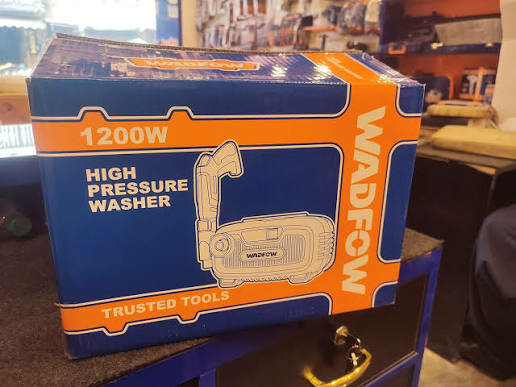 WADFOW
1200W
HIGH
PRESSURE
WASHER
WADFOW
WADFOW
TRUSTED TOOLS